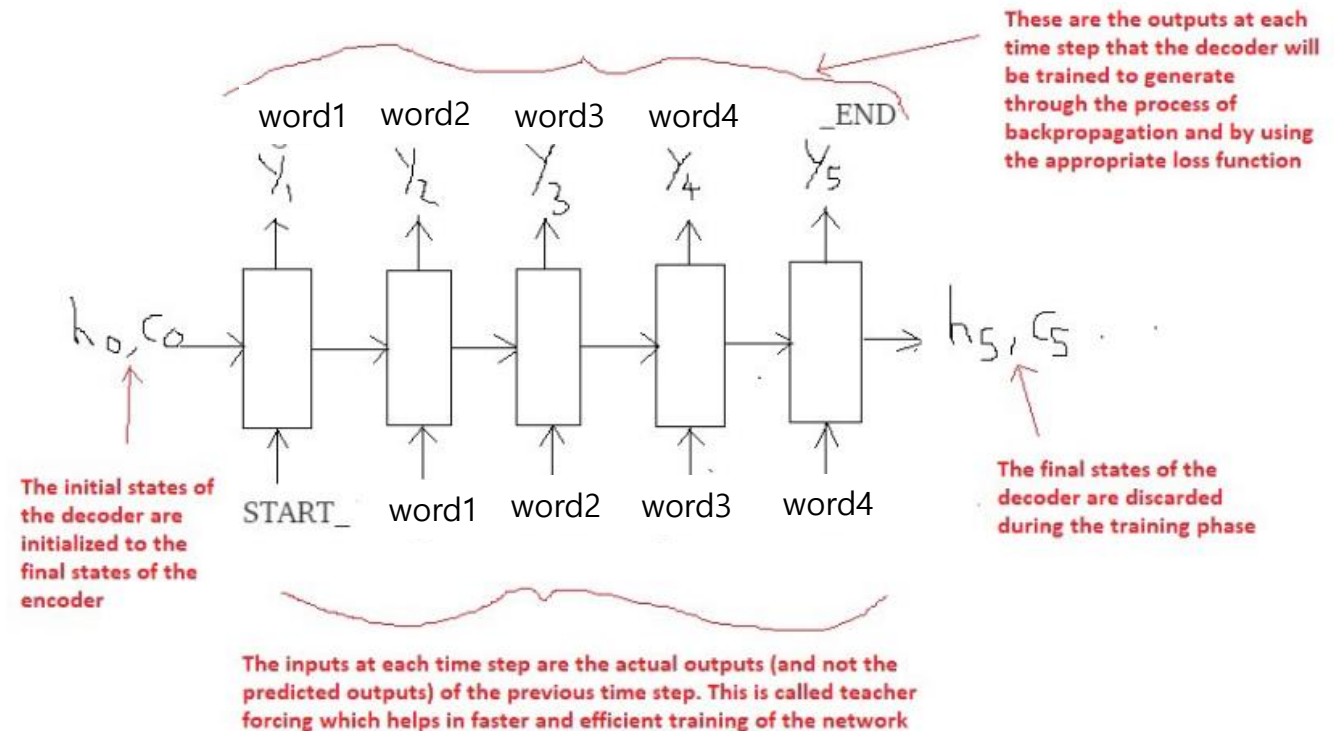 These are the outputs at each
time step that the decoder will
be trained to generate
through the process of
backpropagation and by using
the appropriate loss function
word1 word2 word3 word4 _END
y1 y2 y3 y4 y5
h0, c0
h5, c5
The initial states of
the decoder are
initialized to the
final states of the
encoder
START_ word1 word2 word3 word4
The final states of the
decoder are discarded
during the training phase
The inputs at each time step are the actual outputs (and not the
predicted outputs) of the previous time step. This is called teacher
forcing which helps in faster and efficient training of the network